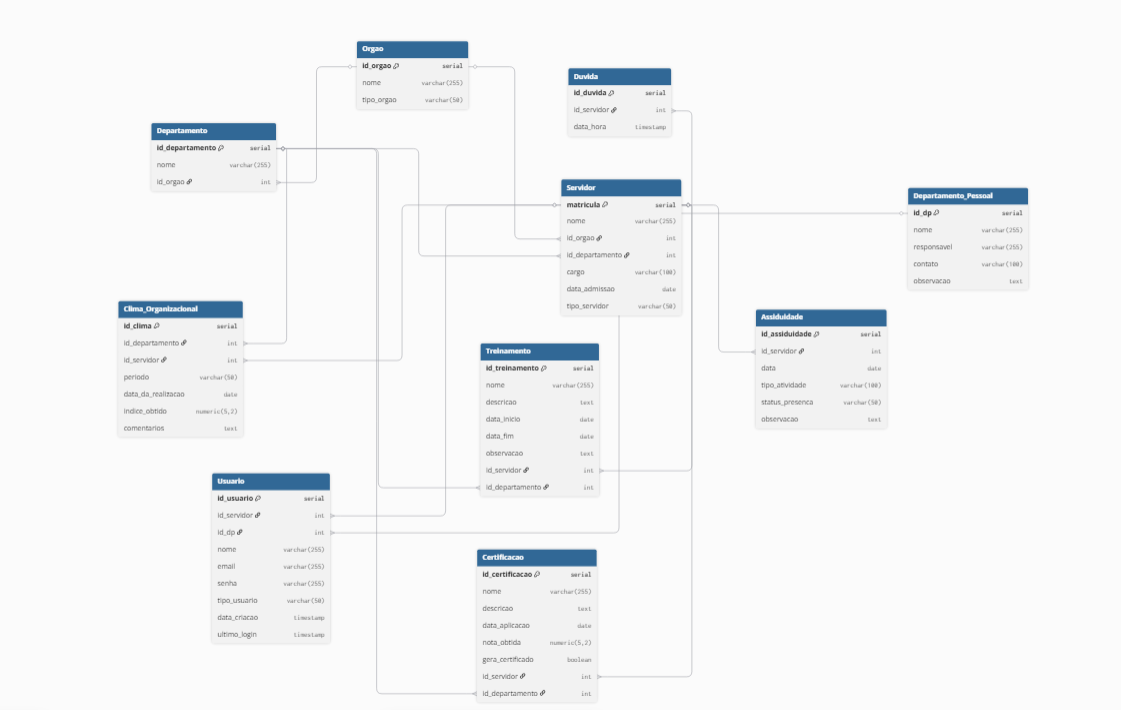 Orgao
id_orgao serial
nome varchar(255)
tipo_orgao varchar(50)
Duvida
id_duvida serial
id_servidor int
data_hora timestamp
Departamento
id_departamento serial
nome varchar(255)
id_orgao int
Servidor
matricula serial
nome varchar(255)
id_orgao int
id_departamento int
cargo varchar(100)
data_admissao date
tipo_servidor varchar(50)
Departamento_Pessoal
id_dp serial
nome varchar(255)
responsavel varchar(255)
contato varchar(100)
observacao text
Clima_Organizacional
id_clima serial
id_departamento int
id_servidor int
periodo varchar(50)
data_da_realizacao date
indice_obtido numeric(5,2)
comentarios text
Assiduidade
id_assiduidade serial
id_servidor int
data date
tipo_atividade varchar(100)
status_presenca varchar(50)
observacao text
Treinamento
id_treinamento serial
nome varchar(255)
descricao text
data_inicio date
data_fim date
observacao text
id_servidor int
id_departamento int
Usuario
id_usuario serial
id_servidor int
id_dp int
nome varchar(255)
email varchar(255)
senha varchar(255)
tipo_usuario varchar(50)
data_criacao timestamp
ultimo_login timestamp
Certificacao
id_certificacao serial
nome varchar(255)
descricao text
data_aplicacao date
nota_obtida numeric(5,2)
gera_certificado boolean
id_servidor int
id_departamento int